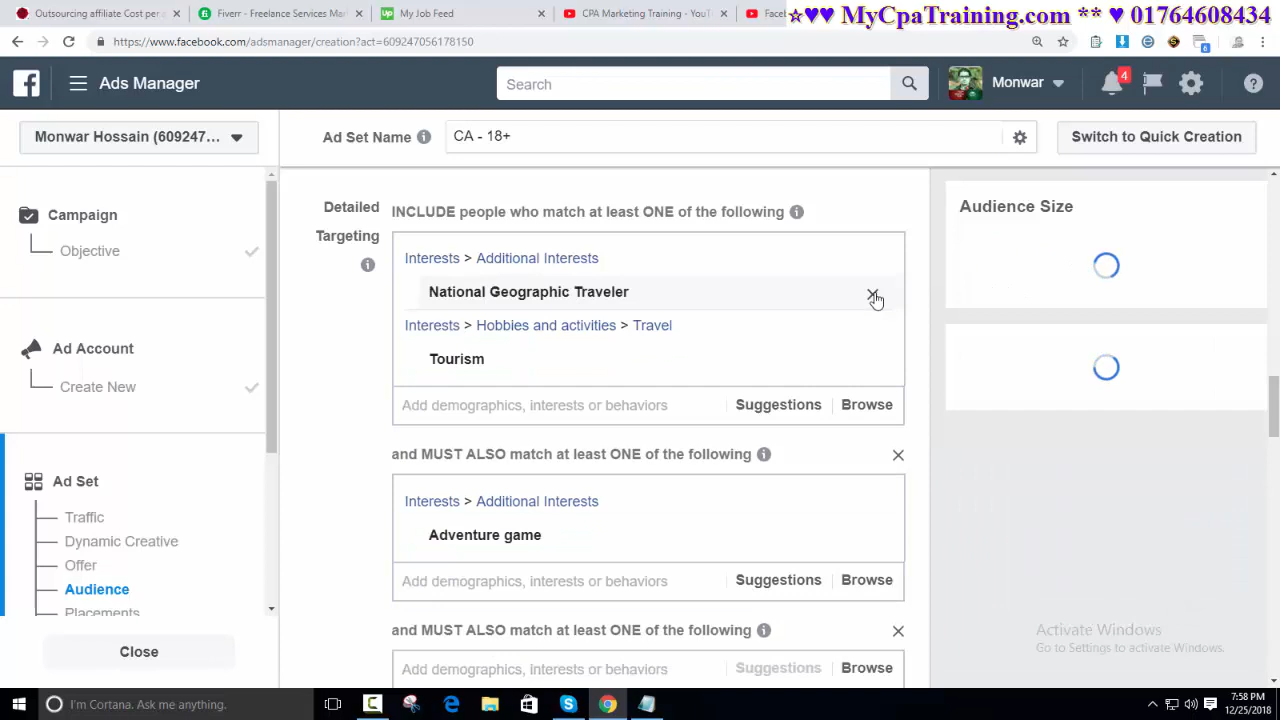 Outsourcing affiliate Cost per
Fiverr - Freelance Services Mar
My Job Feed
CPA Marketing Training - YouT
Face
☆♥♥ MyCpaTraining.com ** ♥ 01764608434
https://www.facebook.com/adsmanager/creation?act=609247056178150
6
Ads Manager
Search
Monwar
4
Monwar Hossain (609247...
Ad Set Name
CA - 18+
Switch to Quick Creation
Campaign
Objective
Ad Account
Create New
Ad Set
Traffic
Dynamic Creative
Offer
Audience
Placements
Close
Detailed
Targeting
INCLUDE people who match at least ONE of the following
Interests > Additional Interests
National Geographic Traveler
Interests > Hobbies and activities > Travel
Tourism
Add demographics, interests or behaviors
Suggestions
Browse
and MUST ALSO match at least ONE of the following
Interests > Additional Interests
Adventure game
Add demographics, interests or behaviors
Suggestions
Browse
and MUST ALSO match at least ONE of the following
Add demographics, interests or behaviors
Suggestions
Browse
Audience Size
Activate Windows
Go to Settings to activate Windows.
I'm Cortana. Ask me anything.
7:58 PM
12/25/2018